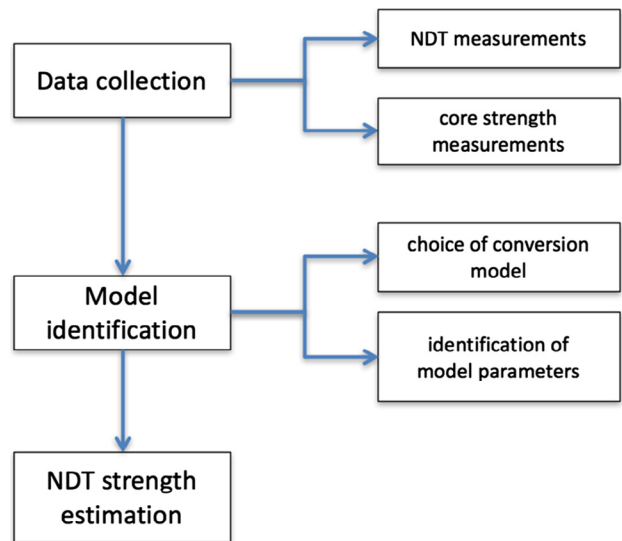 Data collection
NDT measurements
core strength
measurements
Model
identification
choice of conversion
model
identification of
model parameters
NDT strength
estimation